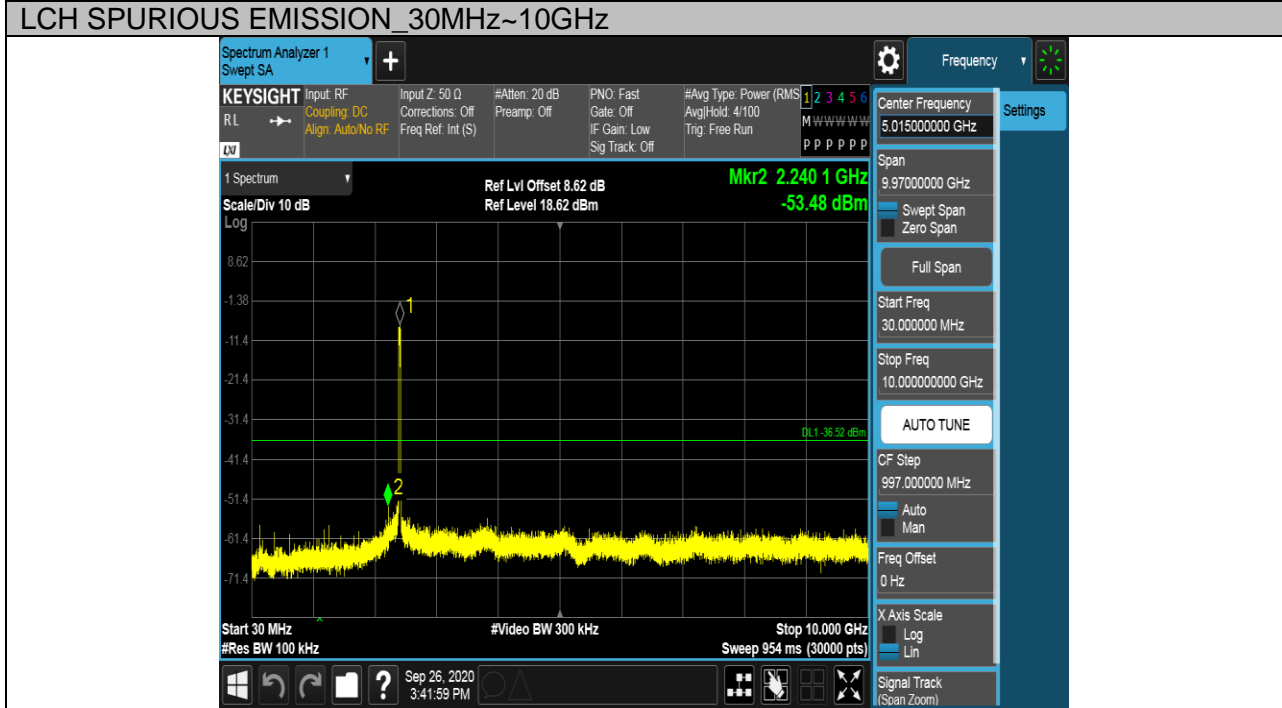 LCH SPURIOUS EMISSION_30MHz~10GHz
Spectrum Analyzer 1
Swept SA
+
Frequency
KEYSIGHT
RL
LXI
Input: RF
Coupling: DC
Align: Auto/No RF
Input Z: 50 Ω
Corrections: Off
Freq Ref: Int (S)
#Atten: 20 dB
Preamp: Off
PNO: Fast
Gate: Off
IF Gain: Low
Sig Track: Off
#Avg Type: Power (RMS
Avg|Hold: 4/100
Trig: Free Run
1 2 3 4 5 6
M W W W W W
P P P P P P
1 Spectrum
Scale/Div 10 dB
Ref Lvl Offset 8.62 dB
Ref Level 18.62 dBm
Mkr2 2.240 1 GHz
-53.48 dBm
Log
8.62
-1.38
-11.4
-21.4
-31.4
-41.4
-51.4
-61.4
-71.4
1
2
DL1 -36.52 dBm
Start 30 MHz
#Res BW 100 kHz
#Video BW 300 kHz
Stop 10.000 GHz
Sweep 954 ms (30000 pts)
?
Sep 26, 2020
3:41:59 PM
Center Frequency
5.015000000 GHz
Settings
Span
9.97000000 GHz
Swept Span
Zero Span
Full Span
Start Freq
30.000000 MHz
Stop Freq
10.000000000 GHz
AUTO TUNE
CF Step
997.000000 MHz
Auto
Man
Freq Offset
0 Hz
X Axis Scale
Log
Lin
Signal Track
(Span Zoom)